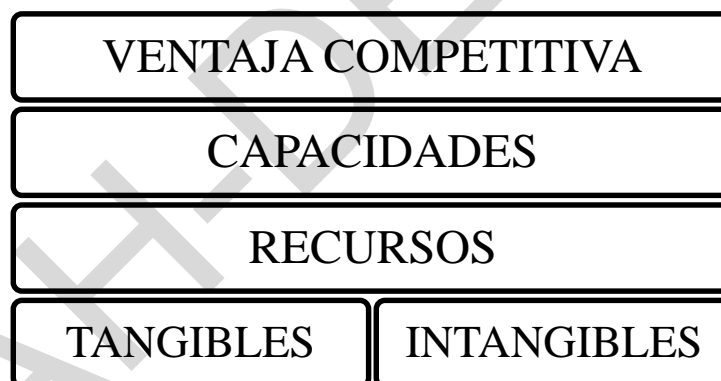 VENTAJA COMPETITIVA
CAPACIDADES
RECURSOS
TANGIBLES INTANGIBLES